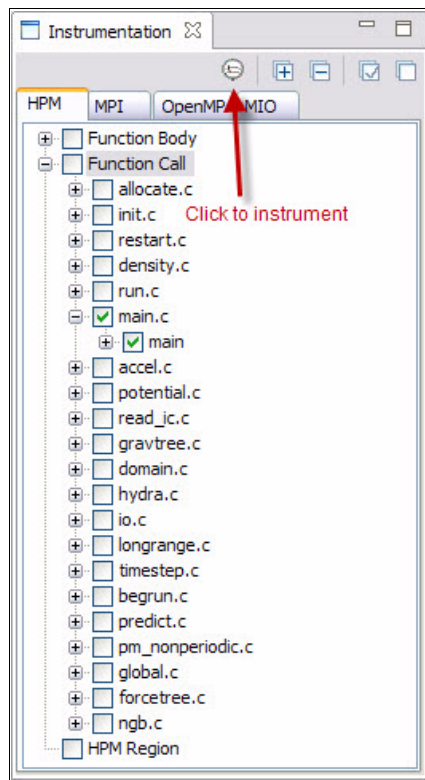 Instrumentation
HPM MPI OpenMP MIO
Function Body
Function Call
allocate.c
init.c Click to instrument
restart.c
density.c
run.c
main.c
main
accel.c
potential.c
read_ic.c
gravtree.c
domain.c
hydra.c
io.c
longrange.c
timestep.c
begrun.c
predict.c
pm_nonperiodic.c
global.c
forcetree.c
ngb.c
HPM Region